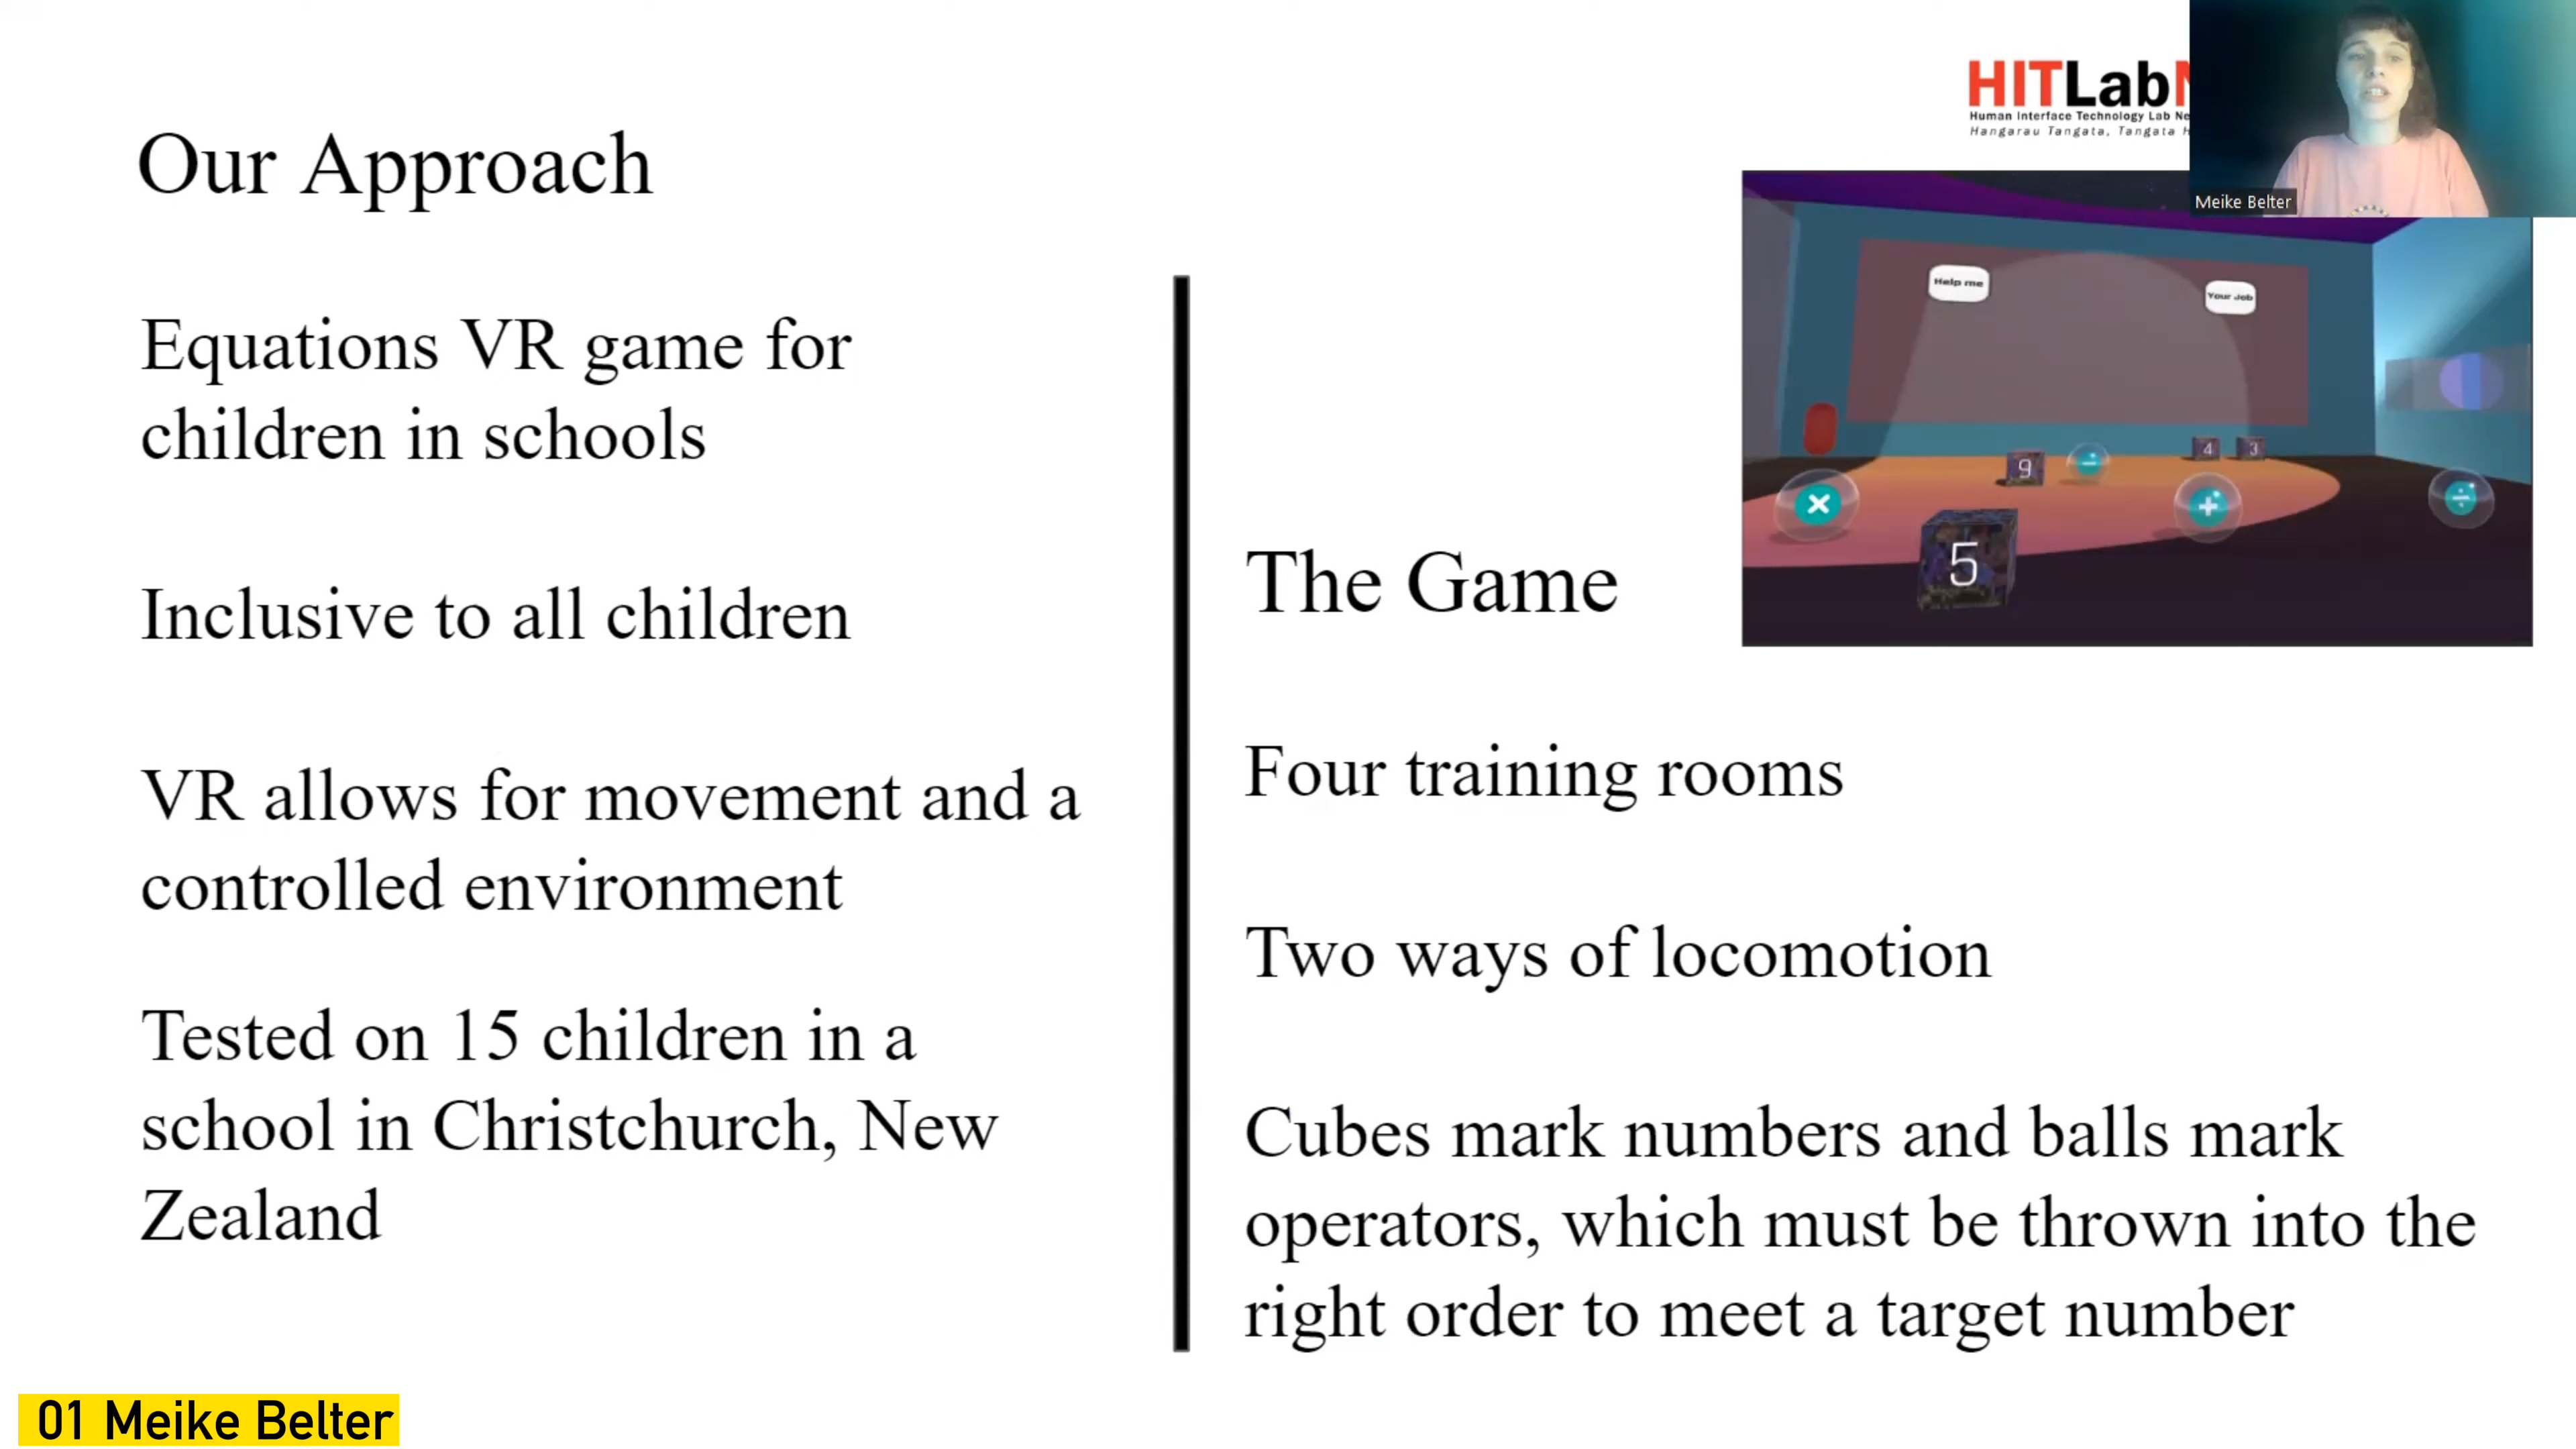 HITLab
Human Interface Technology Lab
Hangarau Tangata, Tangata
Meike Belter
Our Approach
Equations VR game for
children in schools
Inclusive to all children
VR allows for movement and a
controlled environment
Tested on 15 children in a
school in Christchurch, New
Zealand
Help me
Your Job
9
−
4
3
×
+
÷
5
The Game
Four training rooms
Two ways of locomotion
Cubes mark numbers and balls mark
operators, which must be thrown into the
right order to meet a target number
01 Meike Belter